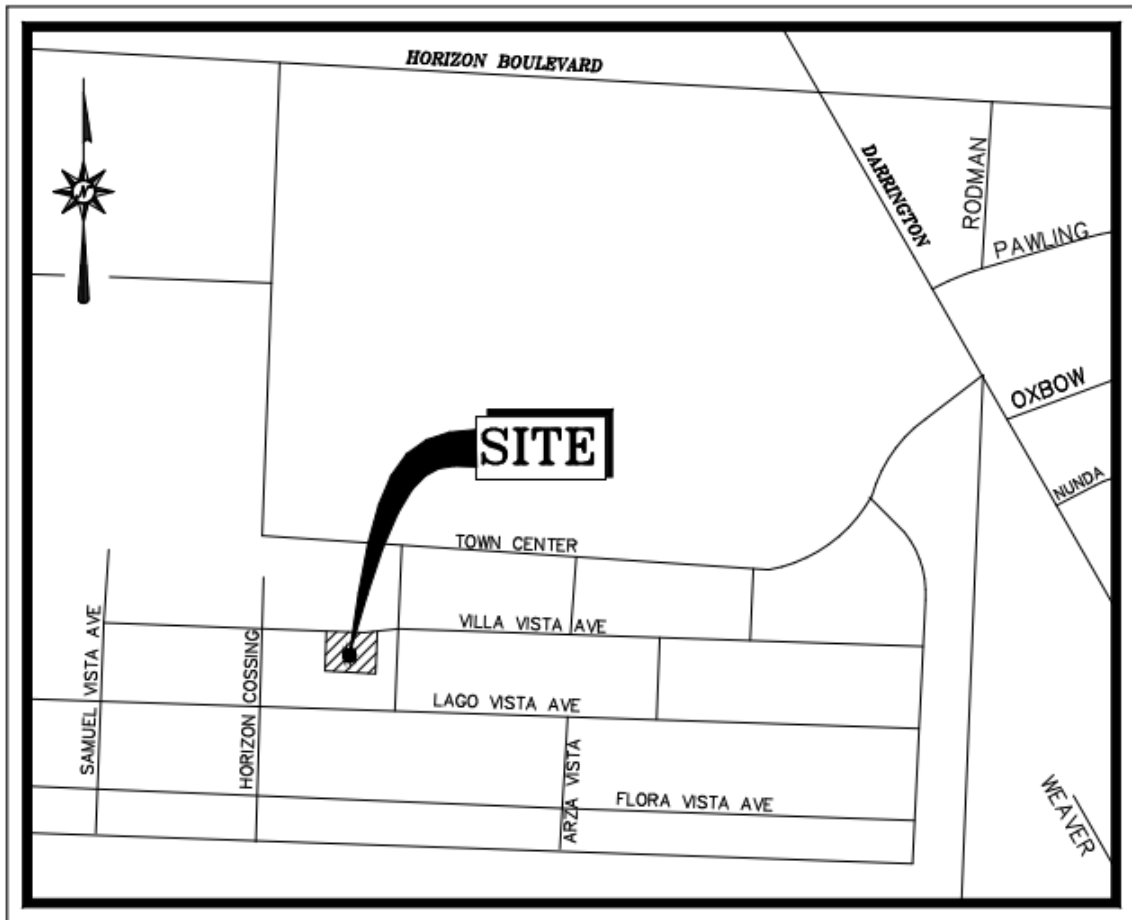 HORIZON BOULEVARD
DARRINGTON
RODMAN
PAWLING
N
OXBOW
NUNDA
SITE
TOWN CENTER
VILLA VISTA AVE
SAMUEL VISTA AVE
HORIZON COSSING
LAGO VISTA AVE
ARZA VISTA
FLORA VISTA AVE
WEAVER